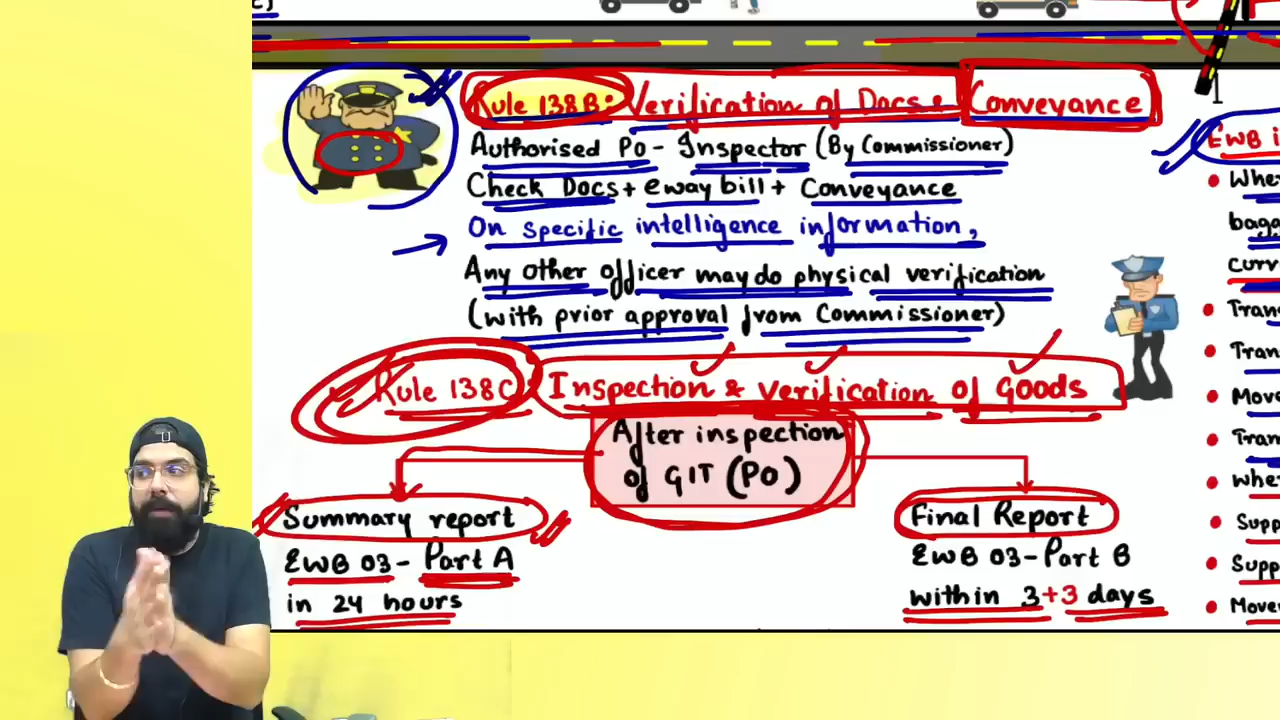 Rule 138B: Verification of Docs & Conveyance
Authorised PO - Inspector (By Commissioner)
Check Docs + eway bill + Conveyance
On specific intelligence information,
Any other officer may do physical verification
(with prior approval from Commissioner)
Rule 138C: Inspection & verification of Goods
After inspection
of GIT (PO)
Summary report
EWB 03 - Part A
in 24 hours
Final Report
EWB 03 - Part B
within 3+3 days
EWB